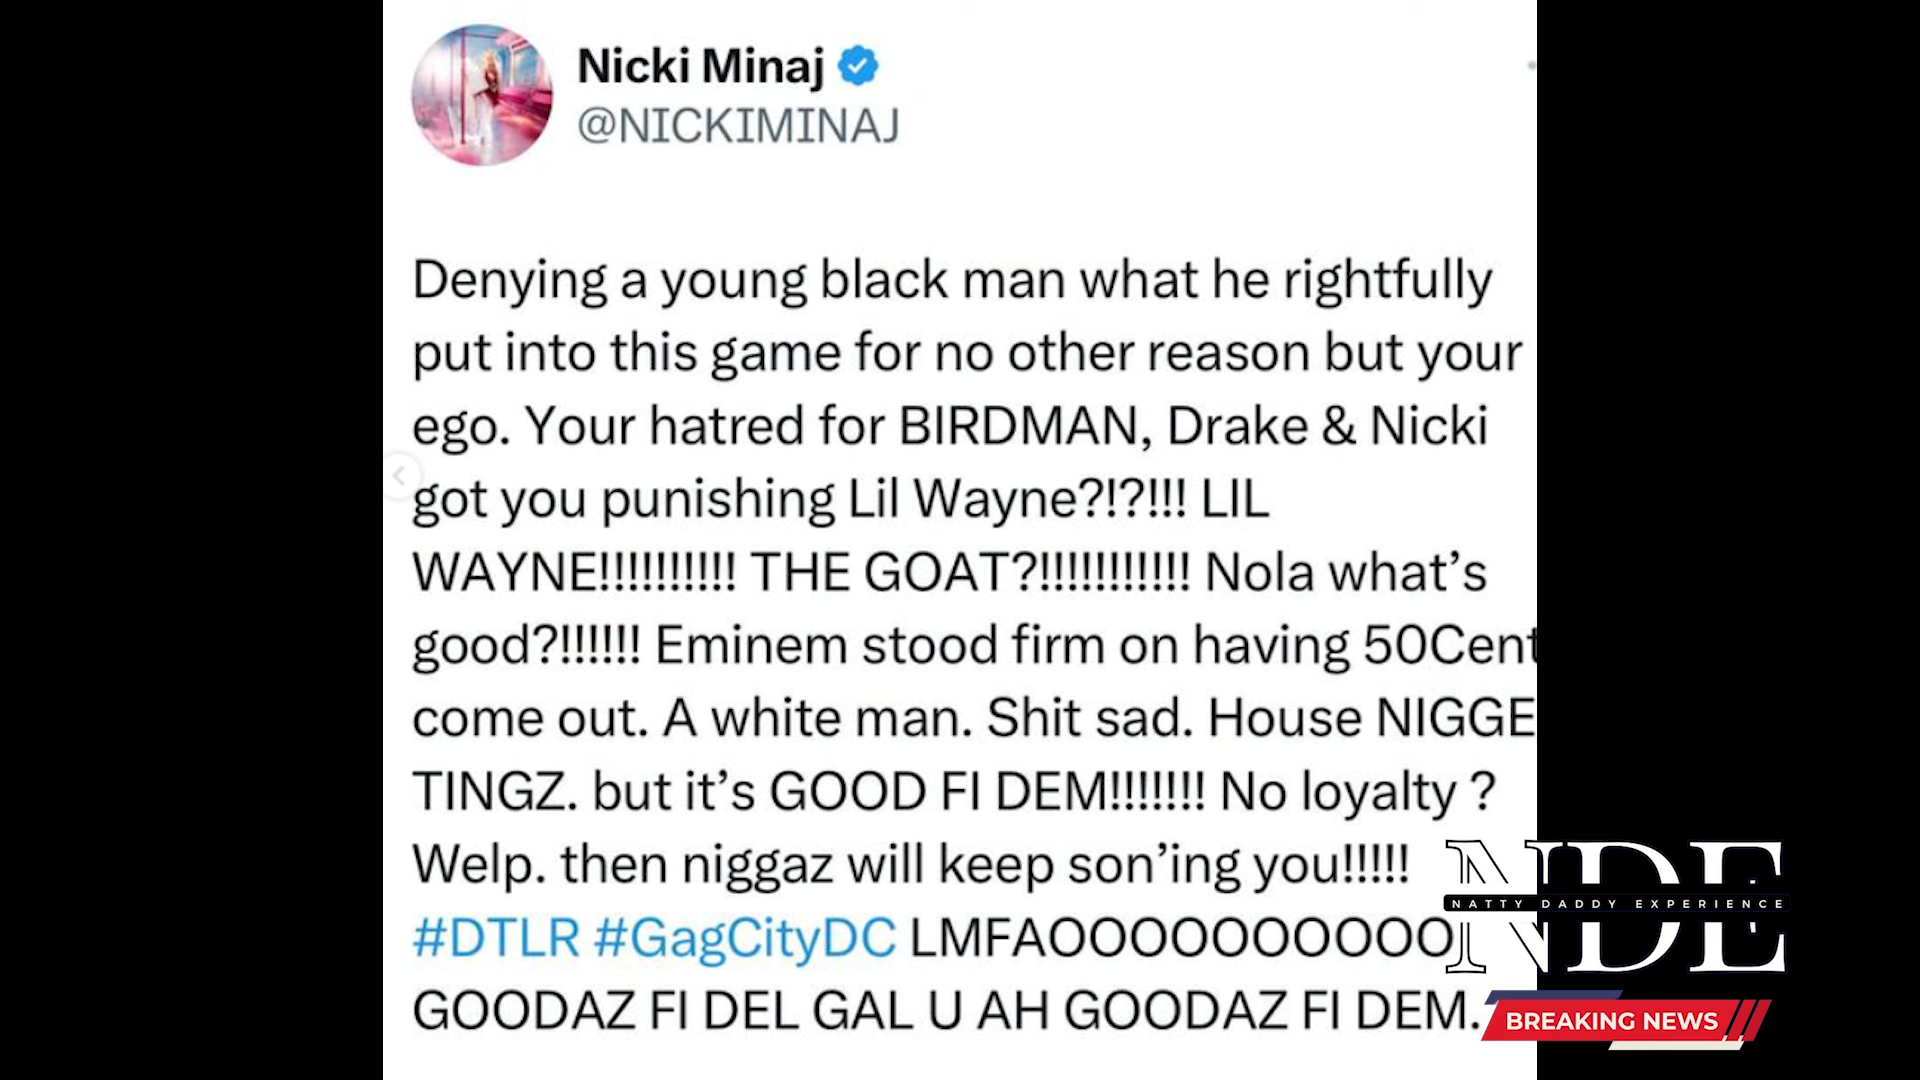 Nicki Minaj
@NICKIMINAJ
Denying a young black man what he rightfully
put into this game for no other reason but your
ego. Your hatred for BIRDMAN, Drake & Nicki
got you punishing Lil Wayne?!?!!! LIL
WAYNE!!!!!!!!!!! THE GOAT?!!!!!!!!!!!! Nola what's
good?!!!!!!! Eminem stood firm on having 50Cent
come out. A white man. Shit sad. House NIGGE
TINGZ. but it's GOOD FI DEM!!!!!!! No loyalty ?
Welp. then niggaz will keep son'ing you!!!!!
#DTLR #GagCityDC LMFAOOOOOOOOOOO
GOODAZ FI DEL GAL U AH GOODAZ FI DEM.
NDE
NATTY DADDY EXPERIENCE
BREAKING NEWS